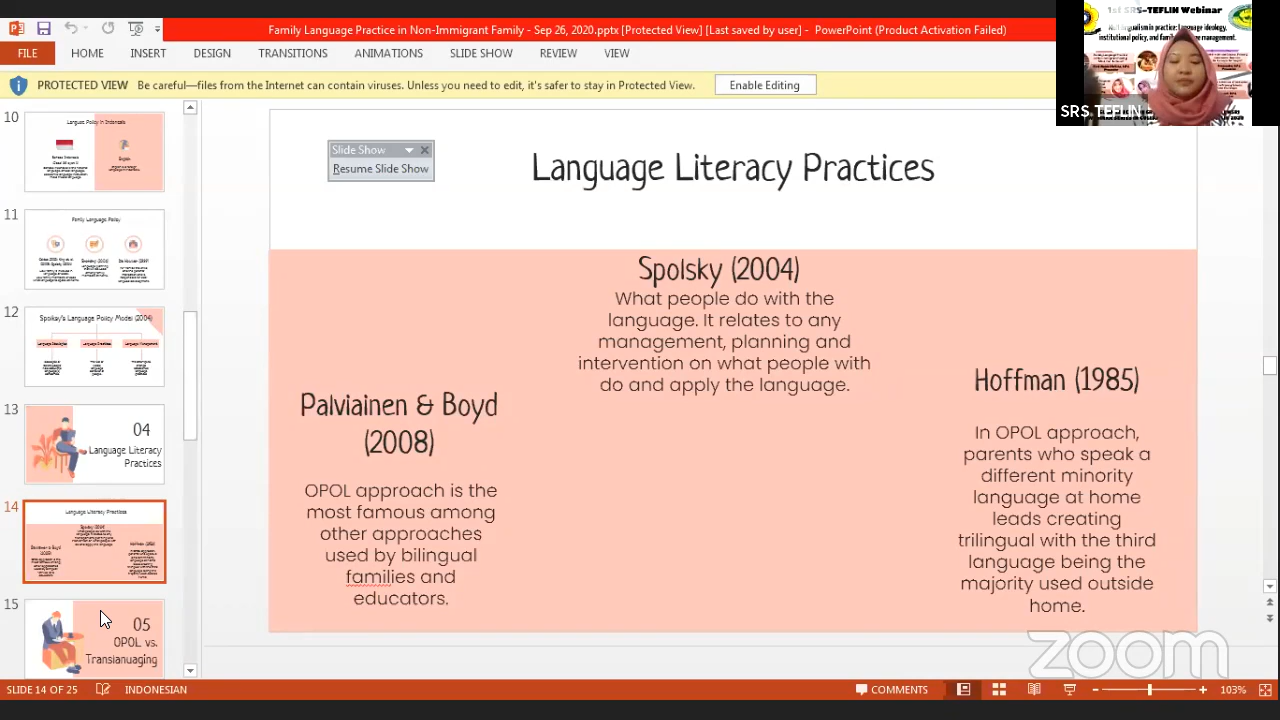 Family Language Practice in Non-Immigrant Family - Sep 26, 2020.pptx [Protected View] [Last saved by user] - PowerPoint (Product Activation Failed)
1st SRS-TEFLIN Webinar
SRS TEFLIN
FILE HOME INSERT DESIGN TRANSITIONS ANIMATIONS SLIDE SHOW REVIEW VIEW
PROTECTED VIEW Be careful—files from the Internet can contain viruses. Unless you need to edit, it's safer to stay in Protected View. Enable Editing
10
11
Family Language Policy
12
Spolsky's Language Policy Model (2004)
13
04
Language Literacy
Practices
14
Language Literacy Practices
15
05
OPOL vs.
Transianuaging
Slide Show
Resume Slide Show
Language Literacy Practices
Spolsky (2004)
What people do with the
language. It relates to any
management, planning and
intervention on what people with
do and apply the language.
Palviainen & Boyd
(2008)
OPOL approach is the
most famous among
other approaches
used by bilingual
families and
educators.
Hoffman (1985)
In OPOL approach,
parents who speak a
different minority
language at home
leads creating
trilingual with the third
language being the
majority used outside
home.
zoom
SLIDE 14 OF 25 INDONESIAN COMMENTS 103%